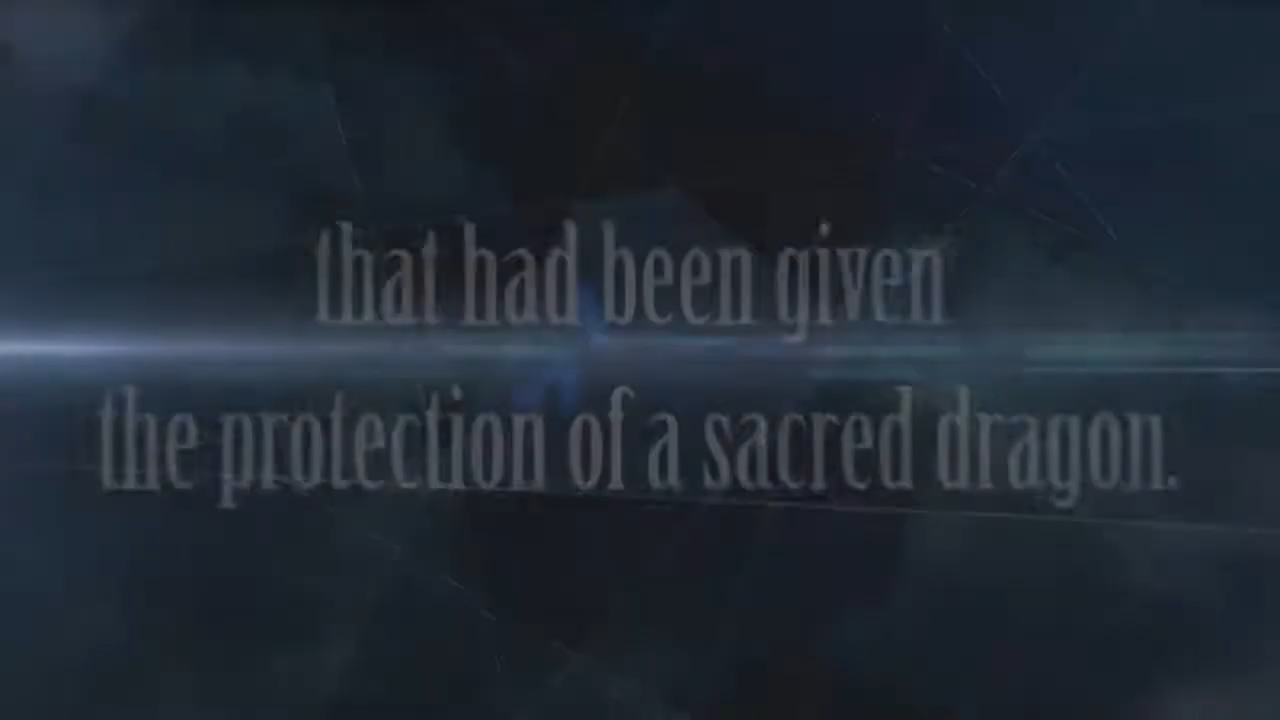 that had been given
the protection of a sacred dragon.